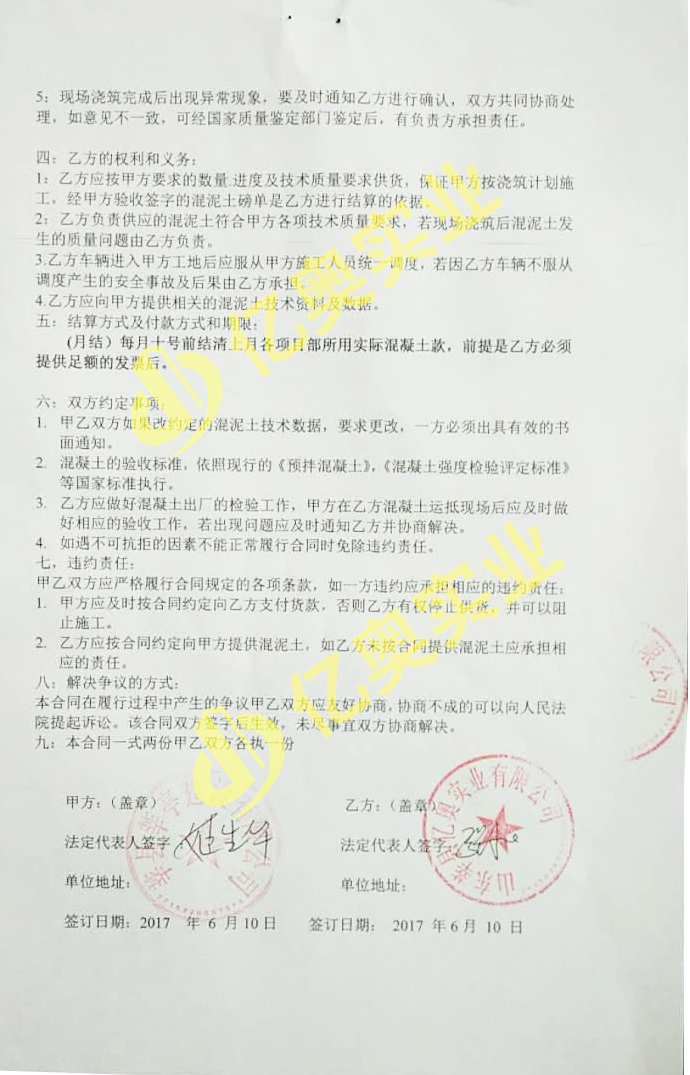 5：现场浇筑完成后出现异常现象，要及时通知乙方进行确认，双方共同协商处
理，如意见不一致，可经国家质量鉴定部门鉴定后，有负责方承担责任。
四：乙方的权利和义务：
1：乙方应按甲方要求的数量.进度及技术质量要求供货，保证甲方按浇筑计划施
工，经甲方验收签字的混泥土磅单是乙方进行结算的依据。
2：乙方负责供应的混泥土符合甲方各项技术质量要求，若现场浇筑后混泥土发
生的质量问题由乙方负责。
3.乙方车辆进入甲方工地后应服从甲方施工人员统一调度，若因乙方车辆不服从
调度产生的安全事故及后果由乙方承担。
4.乙方应向甲方提供相关的混泥土技术资料及数据。
五：结算方式及付款方式和期限：
（月结）每月十号前结清上月各项目部所用实际混凝土款，前提是乙方必须
提供足额的发票后。
六：双方约定事项：
1. 甲乙双方如果改约定的混泥土技术数据，要求更改，一方必须出具有效的书
面通知。
2. 混凝土的验收标准，依照现行的《预拌混凝土》，《混凝土强度检验评定标准》
等国家标准执行。
3. 乙方应做好混凝土出厂的检验工作，甲方在乙方混凝土运抵现场后应及时做
好相应的验收工作，若出现问题应及时通知乙方并协商解决。
4. 如遇不可抗拒的因素不能正常履行合同时免除违约责任。
七，违约责任：
甲乙双方应严格履行合同规定的各项条款，如一方违约应承担相应的违约责任：
1. 甲方应及时按合同约定向乙方支付货款，否则乙方有权停止供货，并可以阻
止施工。
2. 乙方应按合同约定向甲方提供混泥土，如乙方未按合同提供混泥土应承担相
应的责任。
八：解决争议的方式：
本合同在履行过程中产生的争议甲乙双方应友好协商,协商不成的可以向人民法
院提起诉讼。该合同双方签字后生效，未尽事宜双方协商解决。
九：本合同一式两份甲乙双方各执一份
甲方：（盖章） 乙方：（盖章）
法定代表人签字： 法定代表人签字：
单位地址： 单位地址：
签订日期：2017 年 6 月 10 日 签订日期： 2017 年 6 月 10 日
山东莘县亿奥实业有限公司
公司
公司
亿奥实业
亿奥实业